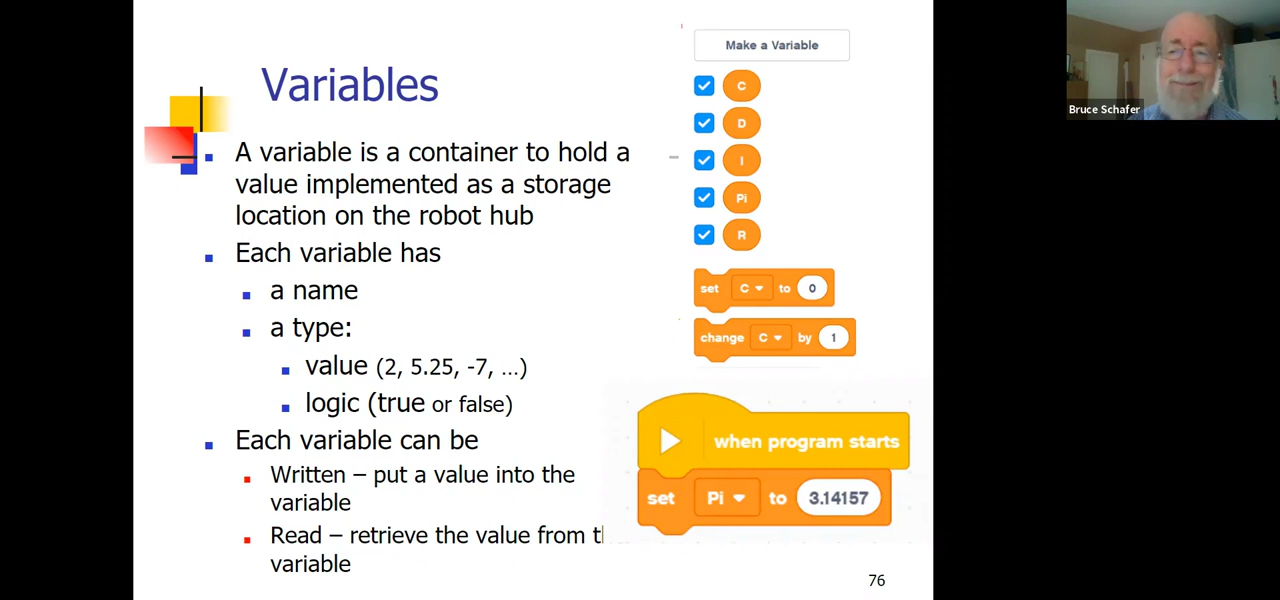 Variables
A variable is a container to hold a
value implemented as a storage
location on the robot hub
Each variable has
a name
a type:
value (2, 5.25, -7, ...)
logic (true or false)
Each variable can be
Written – put a value into the
variable
Read – retrieve the value from
variable
Make a Variable
C
D
I
Pi
R
set C to 0
change C by 1
when program starts
set Pi to 3.14157
76
Bruce Schafer